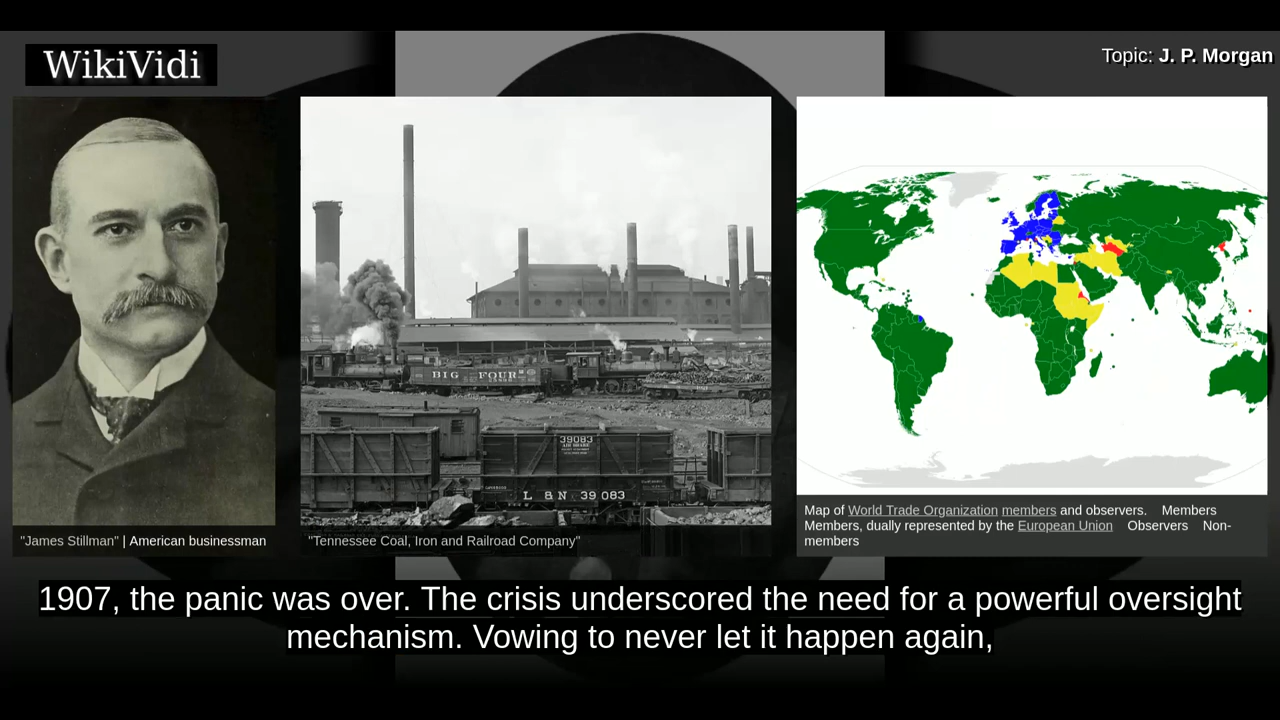 WikiVidi
Topic: J. P. Morgan
BIG FOUR
39083
L & N 39 083
"James Stillman" | American businessman
"Tennessee Coal, Iron and Railroad Company"
Map of World Trade Organization members and observers. Members
Members, dually represented by the European Union Observers Non-
members
1907, the panic was over. The crisis underscored the need for a powerful oversight
mechanism. Vowing to never let it happen again,